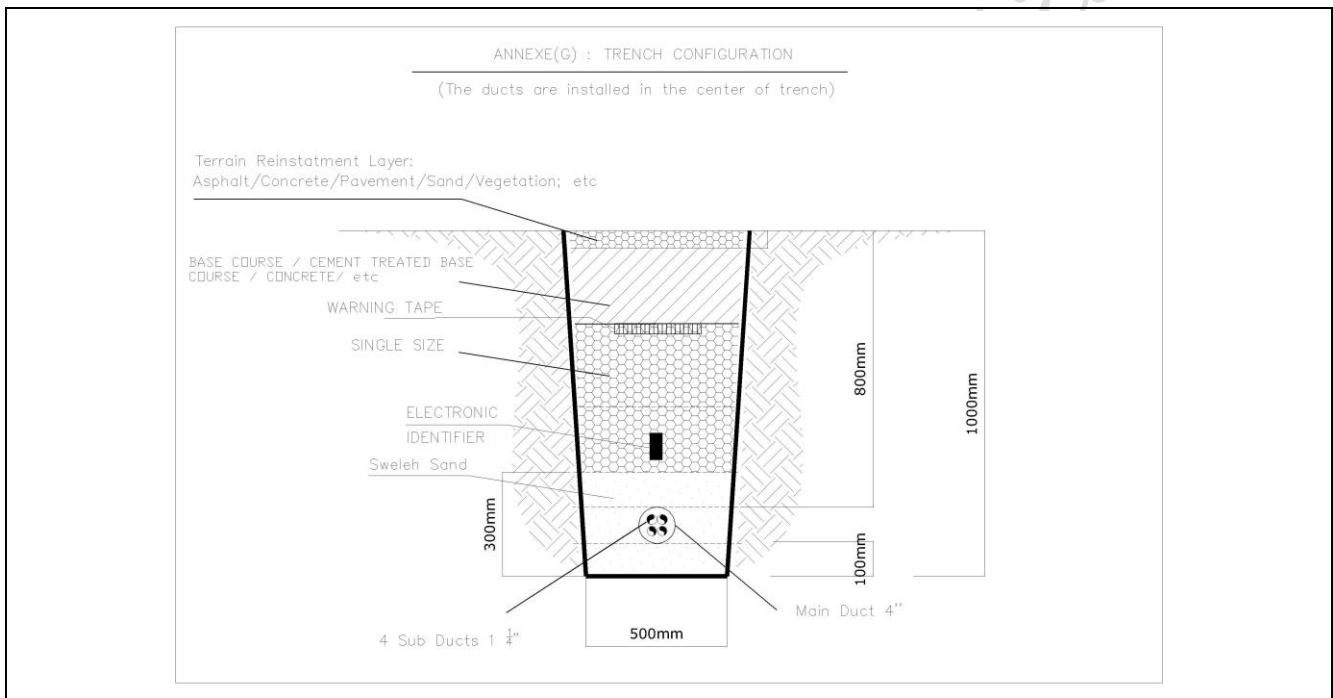 ANNEXE(G) : TRENCH CONFIGURATION
(The ducts are installed in the center of trench)
Terrain Reinstatment Layer:
Asphalt/Concrete/Pavement/Sand/Vegetation; etc
BASE COURSE / CEMENT TREATED BASE
COURSE / CONCRETE/ etc
WARNING TAPE
SINGLE SIZE
ELECTRONIC
IDENTIFIER
Sweleh Sand
300mm
800mm
1000mm
100mm
Main Duct 4"
4 Sub Ducts 1 ¼"
500mm